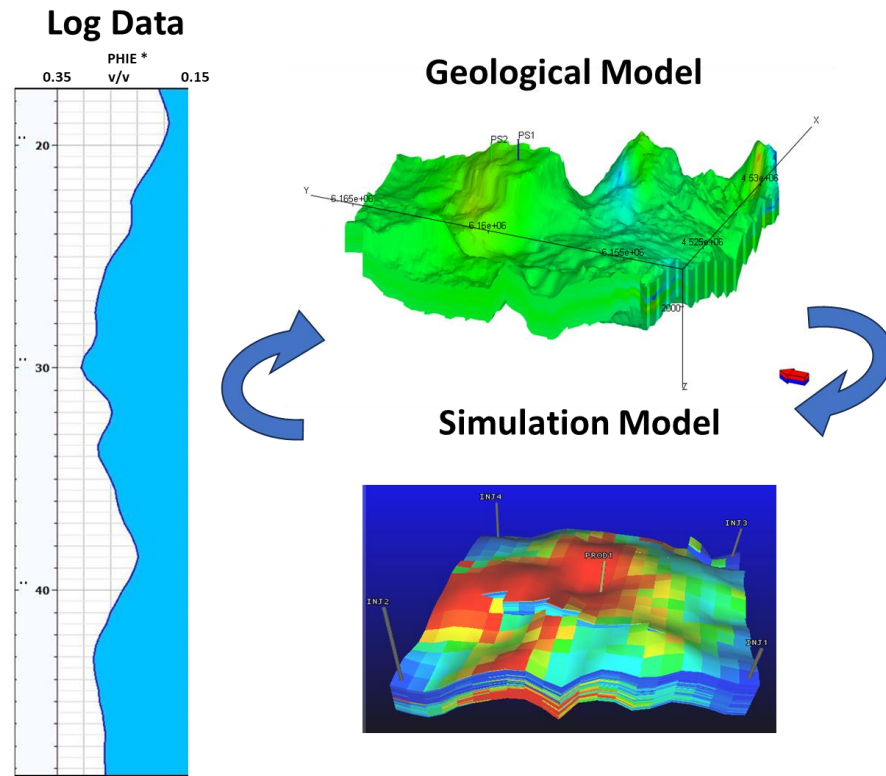 Log Data
PHIE *
0.35 v/v 0.15
20
30
40
Geological Model
PS2 PS1
X
Y
6.165e+06
6.16e+06
6.155e+06
4.53e+06
4.525e+06
2000
Z
Simulation Model
INJ4
INJ3
PROD1
INJ2
INJ1